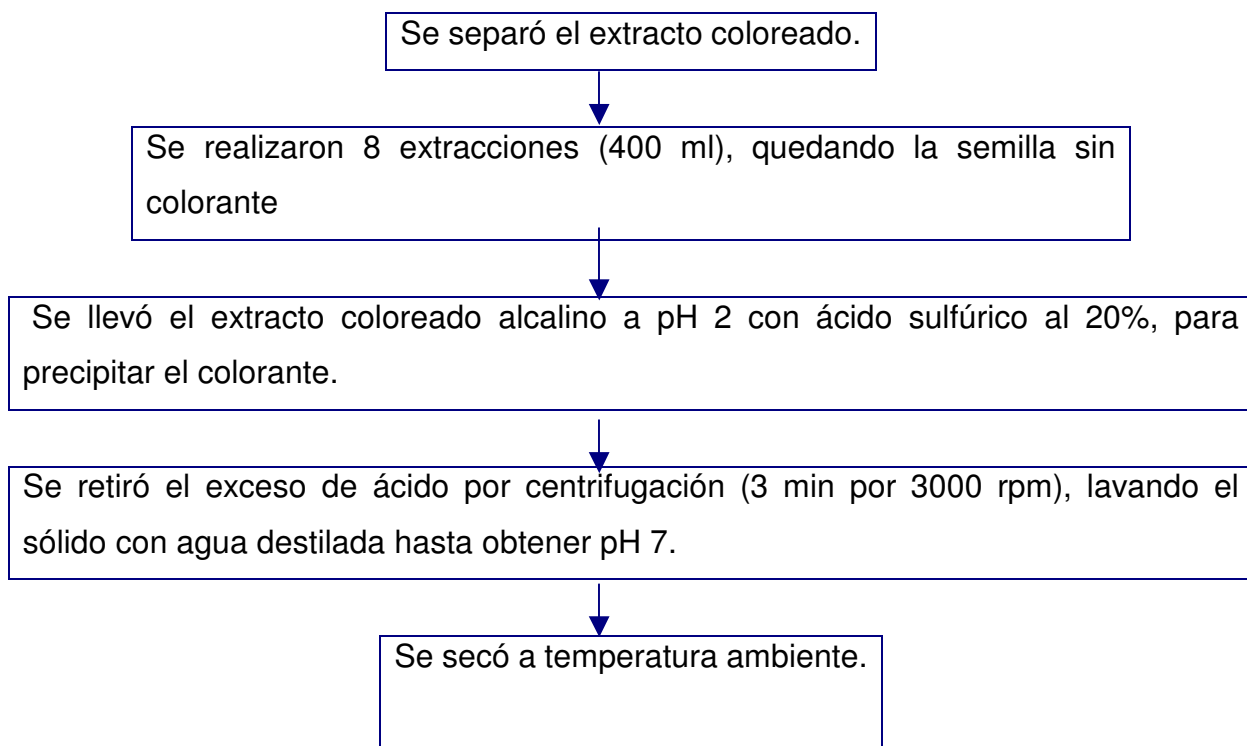 Se separó el extracto coloreado.
Se realizaron 8 extracciones (400 ml), quedando la semilla sin
colorante
Se llevó el extracto coloreado alcalino a pH 2 con ácido sulfúrico al 20%, para
precipitar el colorante.
Se retiró el exceso de ácido por centrifugación (3 min por 3000 rpm), lavando el
sólido con agua destilada hasta obtener pH 7.
Se secó a temperatura ambiente.